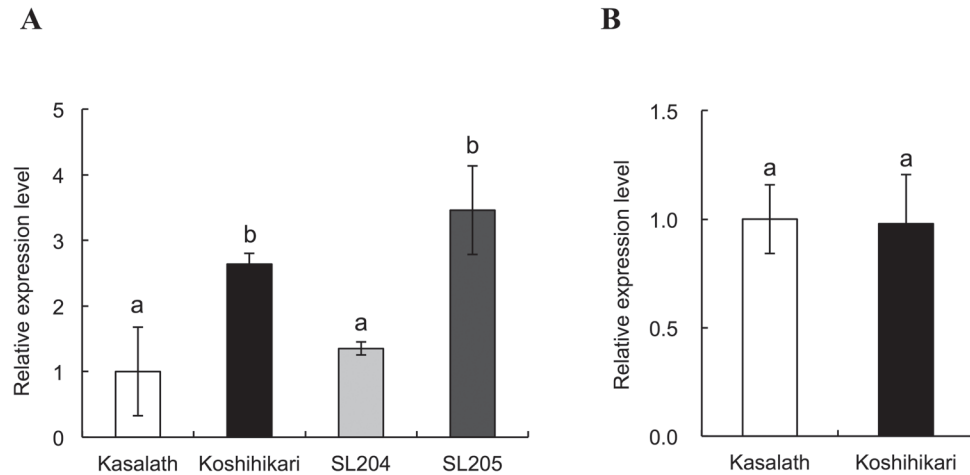 A
Relative expression level
5
4
3
2
1
0
a
b
a
b
Kasalath Koshihikari SL204 SL205
B
Relative expression level
1.5
1.0
0.5
0.0
a
a
Kasalath Koshihikari